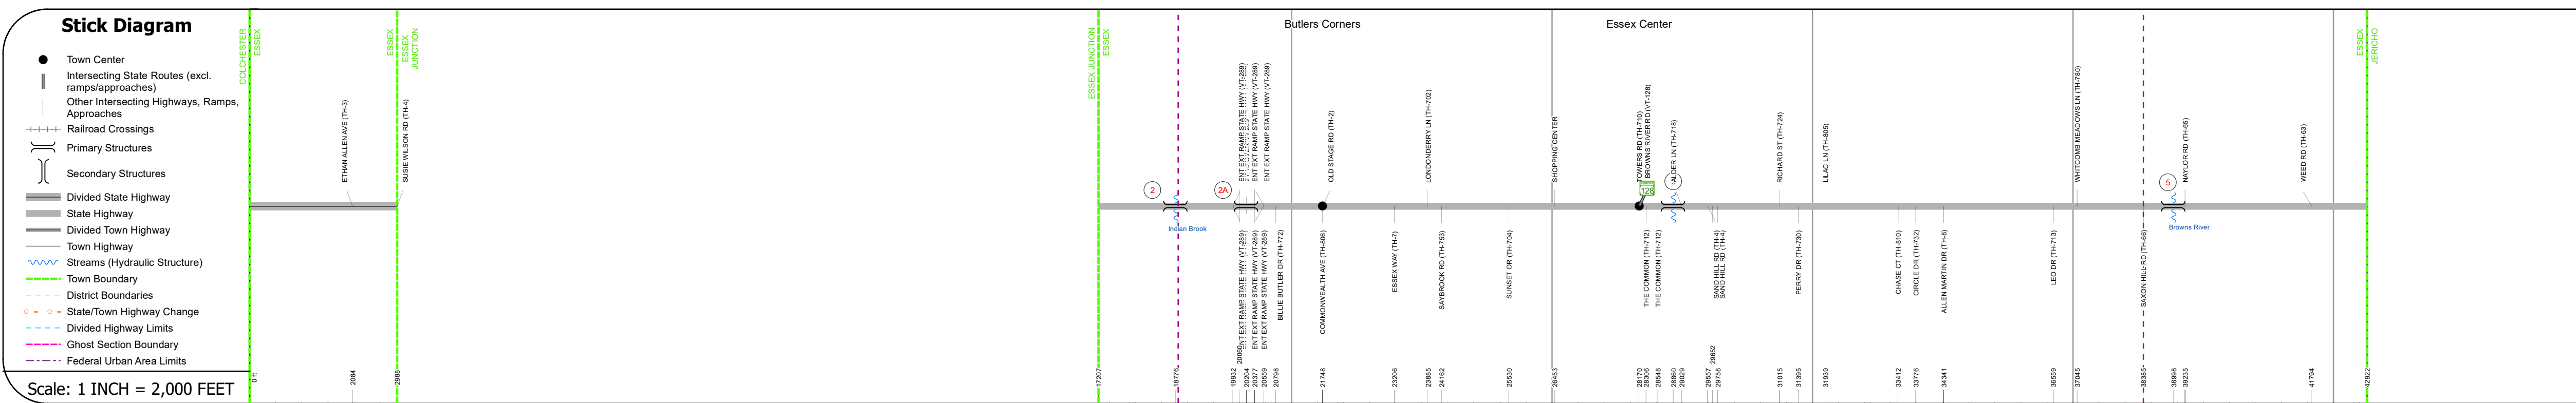 Stick Diagram
Town Center
Intersecting State Routes (excl.
ramps/approaches)
Other Intersecting Highways, Ramps,
Approaches
Railroad Crossings
Primary Structures
Secondary Structures
Divided State Highway
State Highway
Divided Town Highway
Town Highway
Streams (Hydraulic Structure)
Town Boundary
District Boundaries
State/Town Highway Change
Divided Highway Limits
Ghost Section Boundary
Federal Urban Area Limits
Scale: 1 INCH = 2,000 FEET
COLCHESTER
ESSEX
ESSEX
ESSEX
JUNCTION
ESSEX JUNCTION
ESSEX
Butlers Corners
Essex Center
ESSEX
JERICHO
ETHAN ALLEN AVE (TH-3)
SUSIE WILSON RD (TH-4)
ENT EXT RAMP STATE HWY (VT-289)
ENT EXT RAMP STATE HWY (VT-289)
ENT EXT RAMP STATE HWY (VT-289)
OLD STAGE RD (TH-2)
LONDONDERRY LN (TH-702)
SHOPPING CENTER
TOWERS RD (TH-710)
BROWNS RIVER RD (VT-128)
ALDER LN (TH-718)
RICHARD ST (TH-724)
LILAC LN (TH-805)
WHITCOMB MEADOWS LN (TH-780)
NAYLOR RD (TH-65)
WEED RD (TH-63)
2
2A
128
5
Indian Brook
Browns River
ENT EXT RAMP STATE HWY (VT-289)
ENT EXT RAMP STATE HWY (VT-289)
ENT EXT RAMP STATE HWY (VT-289)
BILLIE BUTLER DR (TH-772)
COMMONWEALTH AVE (TH-806)
ESSEX WAY (TH-7)
SAYBROOK RD (TH-753)
SUNSET DR (TH-704)
THE COMMON (TH-712)
THE COMMON (TH-712)
SAND HILL RD (TH-4)
SAND HILL RD (TH-4)
PERRY DR (TH-730)
CHASE CT (TH-810)
CIRCLE DR (TH-732)
ALLEN MARTIN DR (TH-8)
LEO DR (TH-713)
SAXON HILL RD (TH-66)
0 ft
2084
2988
17207
18776
19932
20060
20204
20377
20559
20798
21748
23206
23885
24162
25530
26453
28170
28306
28548
28860
29029
29557
29652
29758
31015
31395
31939
33412
33776
34341
36559
37045
38385
38998
39235
41794
42922